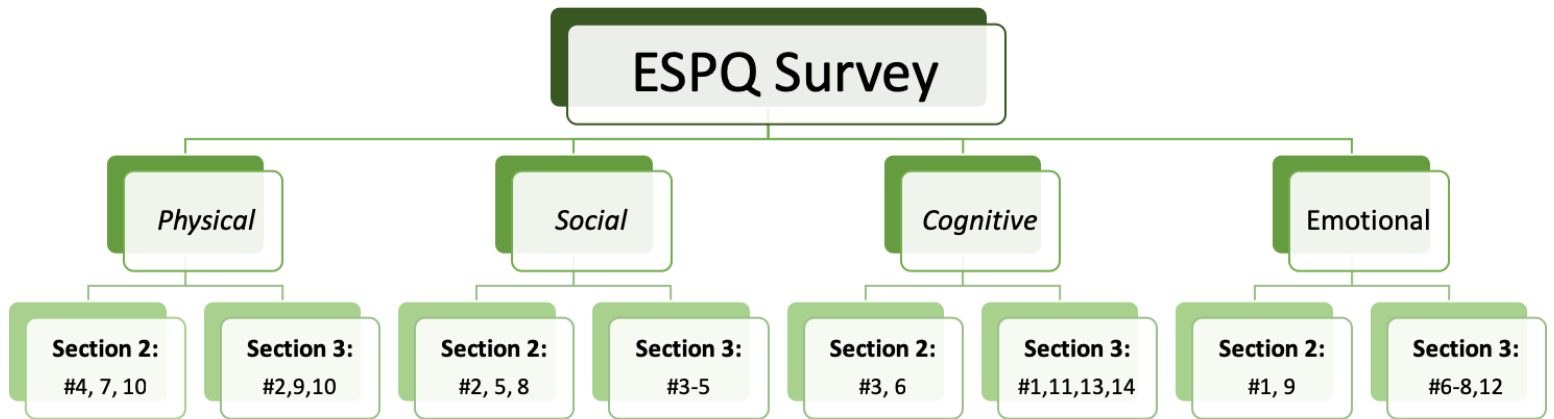 ESPQ Survey
Physical
Social
Cognitive
Emotional
Section 2:
#4, 7, 10
Section 3:
#2,9,10
Section 2:
#2, 5, 8
Section 3:
#3-5
Section 2:
#3, 6
Section 3:
#1,11,13,14
Section 2:
#1, 9
Section 3:
#6-8,12